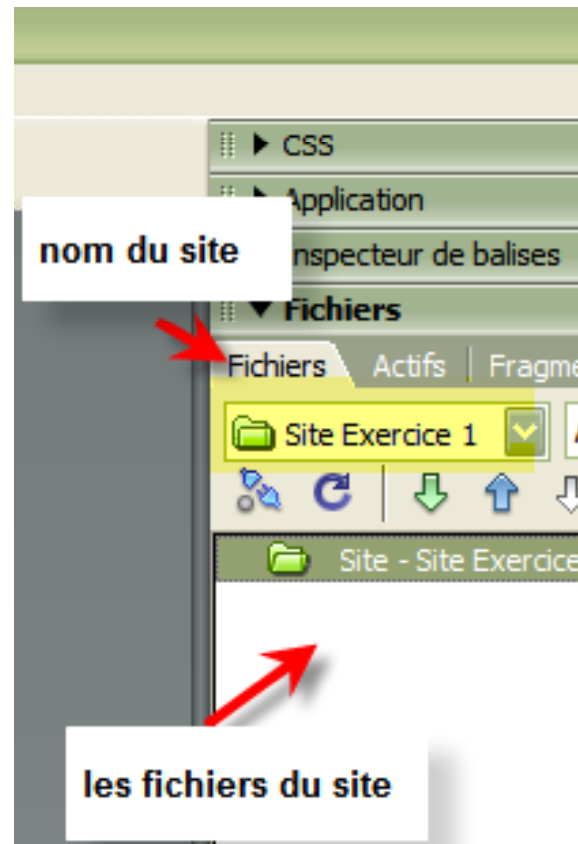 CSS
Application
nom du site
nspecteur de balises
Fichiers
Fichiers Actifs Fragme
Site Exercice 1
Site - Site Exercice
les fichiers du site